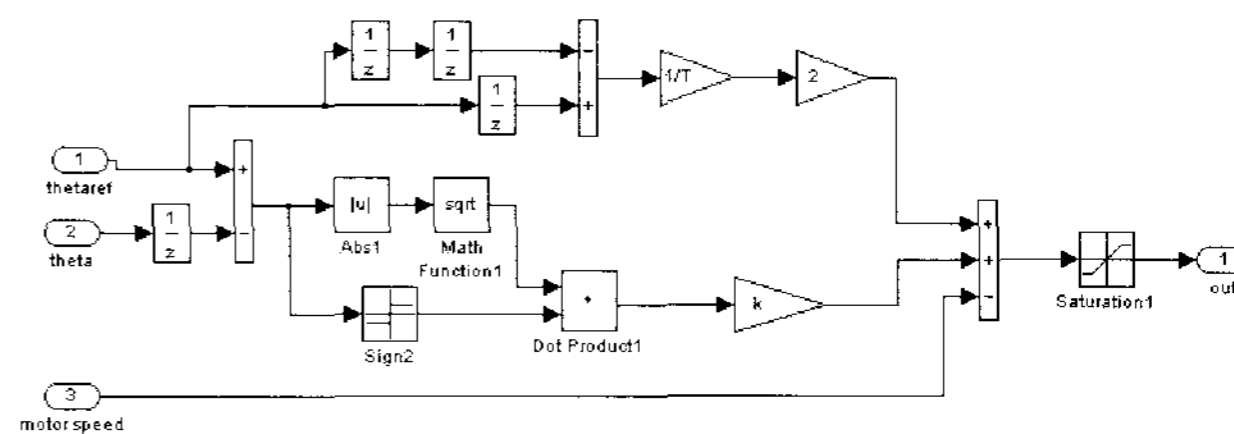 1
z
1
z
1
z
−
+
1/T
2
1
thetaref
2
theta
1
z
+
−
|u|
Abs1
sqrt
Math
Function1
Sign2
Dot Product1
k
+
+
−
Saturation1
1
out
3
motorspeed